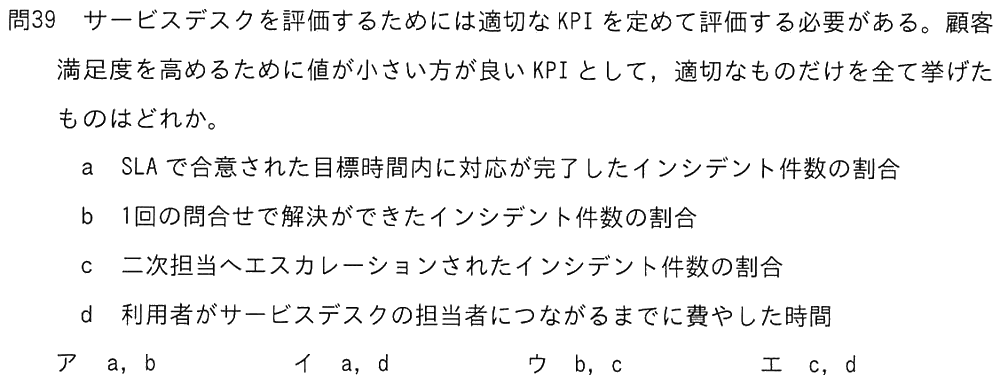 問39 サービスデスクを評価するためには適切なKPIを定めて評価する必要がある。顧客
満足度を高めるために値が小さい方が良いKPIとして,適切なものだけを全て挙げた
ものはどれか。
a SLAで合意された目標時間内に対応が完了したインシデント件数の割合
b 1回の問合せで解決ができたインシデント件数の割合
c 二次担当へエスカレーションされたインシデント件数の割合
d 利用者がサービスデスクの担当者につながるまでに費やした時間
ア a, b イ a, d ウ b, c エ c, d